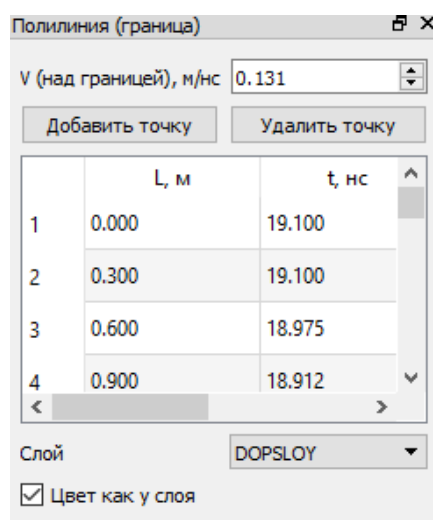 Полилиния (граница)
V (над границей), м/нс 0.131
Добавить точку Удалить точку
L, м t, нс
1 0.000 19.100
2 0.300 19.100
3 0.600 18.975
4 0.900 18.912
Слой DOPSLOY
Цвет как у слоя